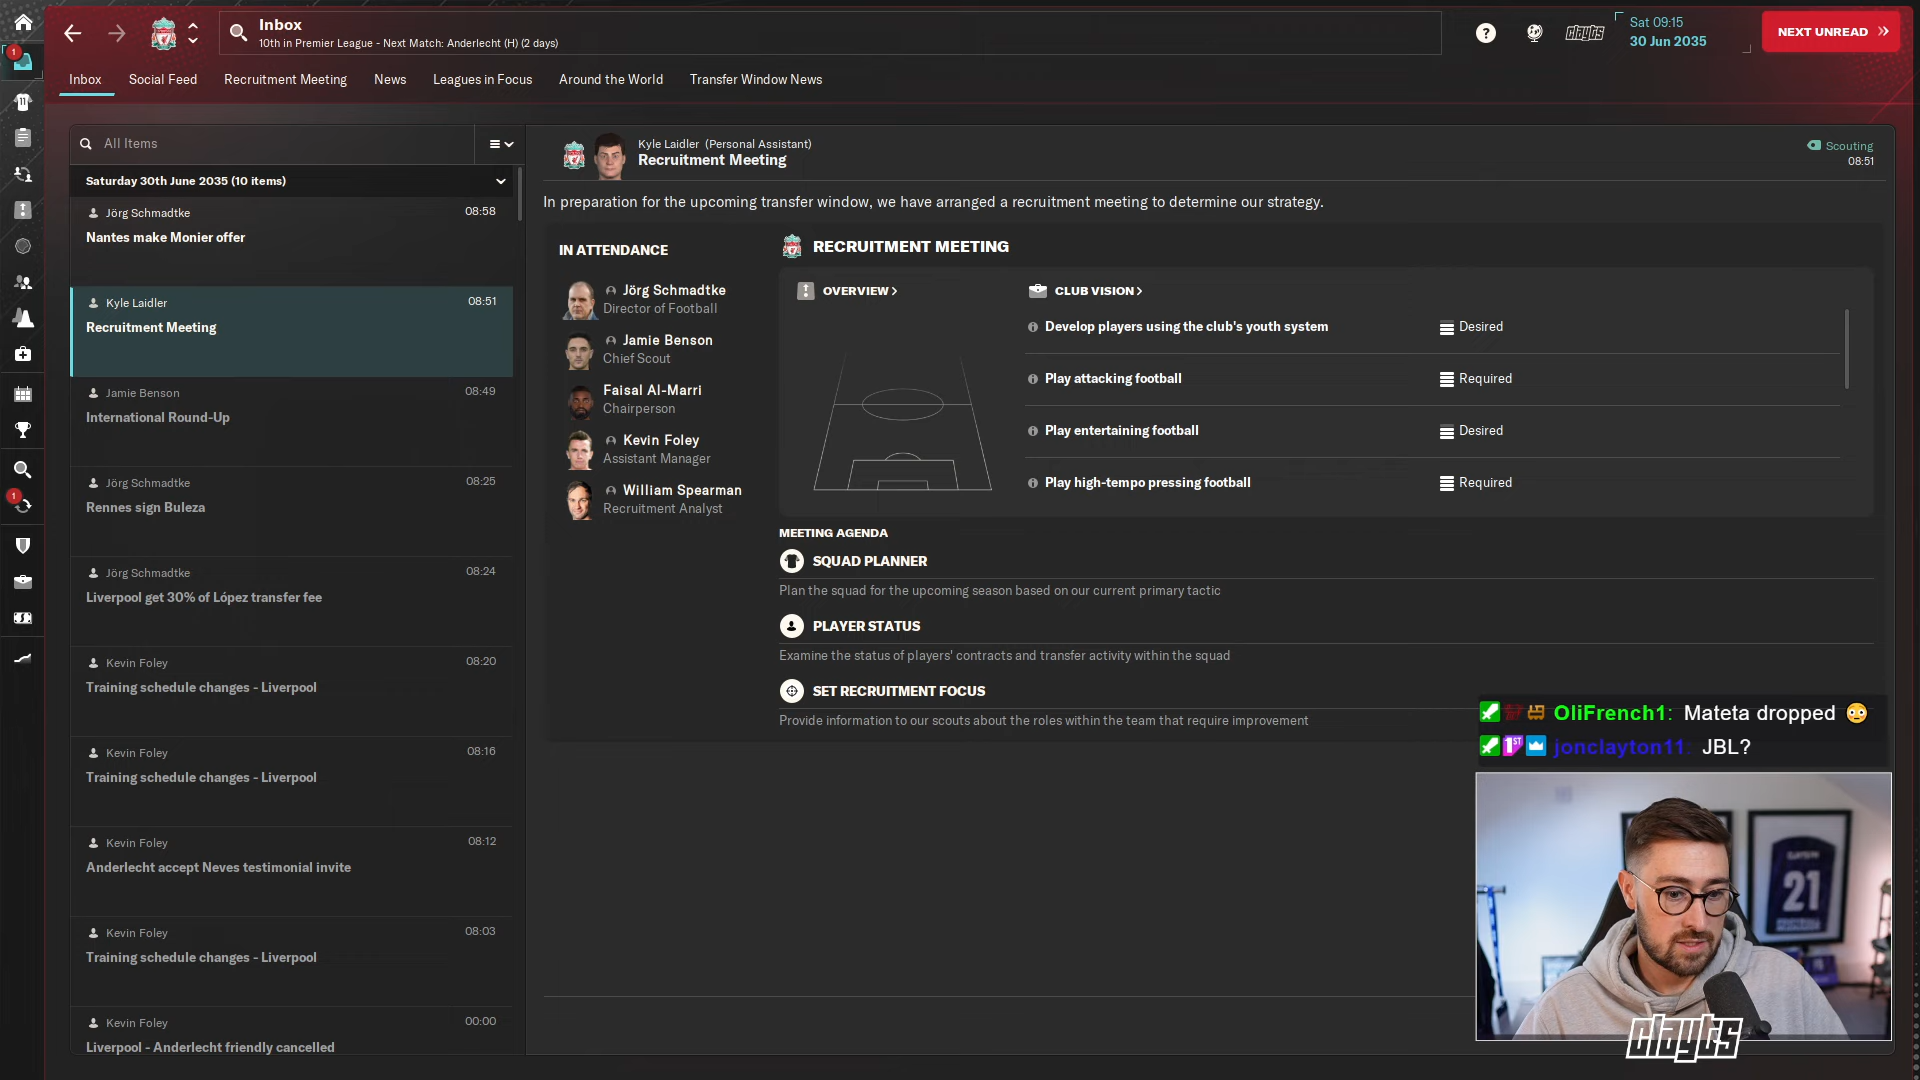 Inbox
10th in Premier League - Next Match: Anderlecht (H) (2 days)
clayts
Sat 09:15
30 Jun 2035
NEXT UNREAD
1
11
1
Inbox
Social Feed
Recruitment Meeting
News
Leagues in Focus
Around the World
Transfer Window News
All Items
Saturday 30th June 2035 (10 items)
Jörg Schmadtke
08:58
Nantes make Monier offer
Kyle Laidler
08:51
Recruitment Meeting
Jamie Benson
08:49
International Round-Up
Jörg Schmadtke
08:25
Rennes sign Buleza
Jörg Schmadtke
08:24
Liverpool get 30% of López transfer fee
Kevin Foley
08:20
Training schedule changes - Liverpool
Kevin Foley
08:16
Training schedule changes - Liverpool
Kevin Foley
08:12
Anderlecht accept Neves testimonial invite
Kevin Foley
08:03
Training schedule changes - Liverpool
Kevin Foley
00:00
Liverpool - Anderlecht friendly cancelled
Kyle Laidler (Personal Assistant)
Recruitment Meeting
Scouting
08:51
In preparation for the upcoming transfer window, we have arranged a recruitment meeting to determine our strategy.
IN ATTENDANCE
Jörg Schmadtke
Director of Football
Jamie Benson
Chief Scout
Faisal Al-Marri
Chairperson
Kevin Foley
Assistant Manager
William Spearman
Recruitment Analyst
RECRUITMENT MEETING
OVERVIEW
CLUB VISION
Develop players using the club's youth system
Desired
Play attacking football
Required
Play entertaining football
Desired
Play high-tempo pressing football
Required
MEETING AGENDA
SQUAD PLANNER
Plan the squad for the upcoming season based on our current primary tactic
PLAYER STATUS
Examine the status of players' contracts and transfer activity within the squad
SET RECRUITMENT FOCUS
Provide information to our scouts about the roles within the team that require improvement
OliFrench1: Mateta dropped 😳
1ST
jonclayton11: JBL?
21
clayts